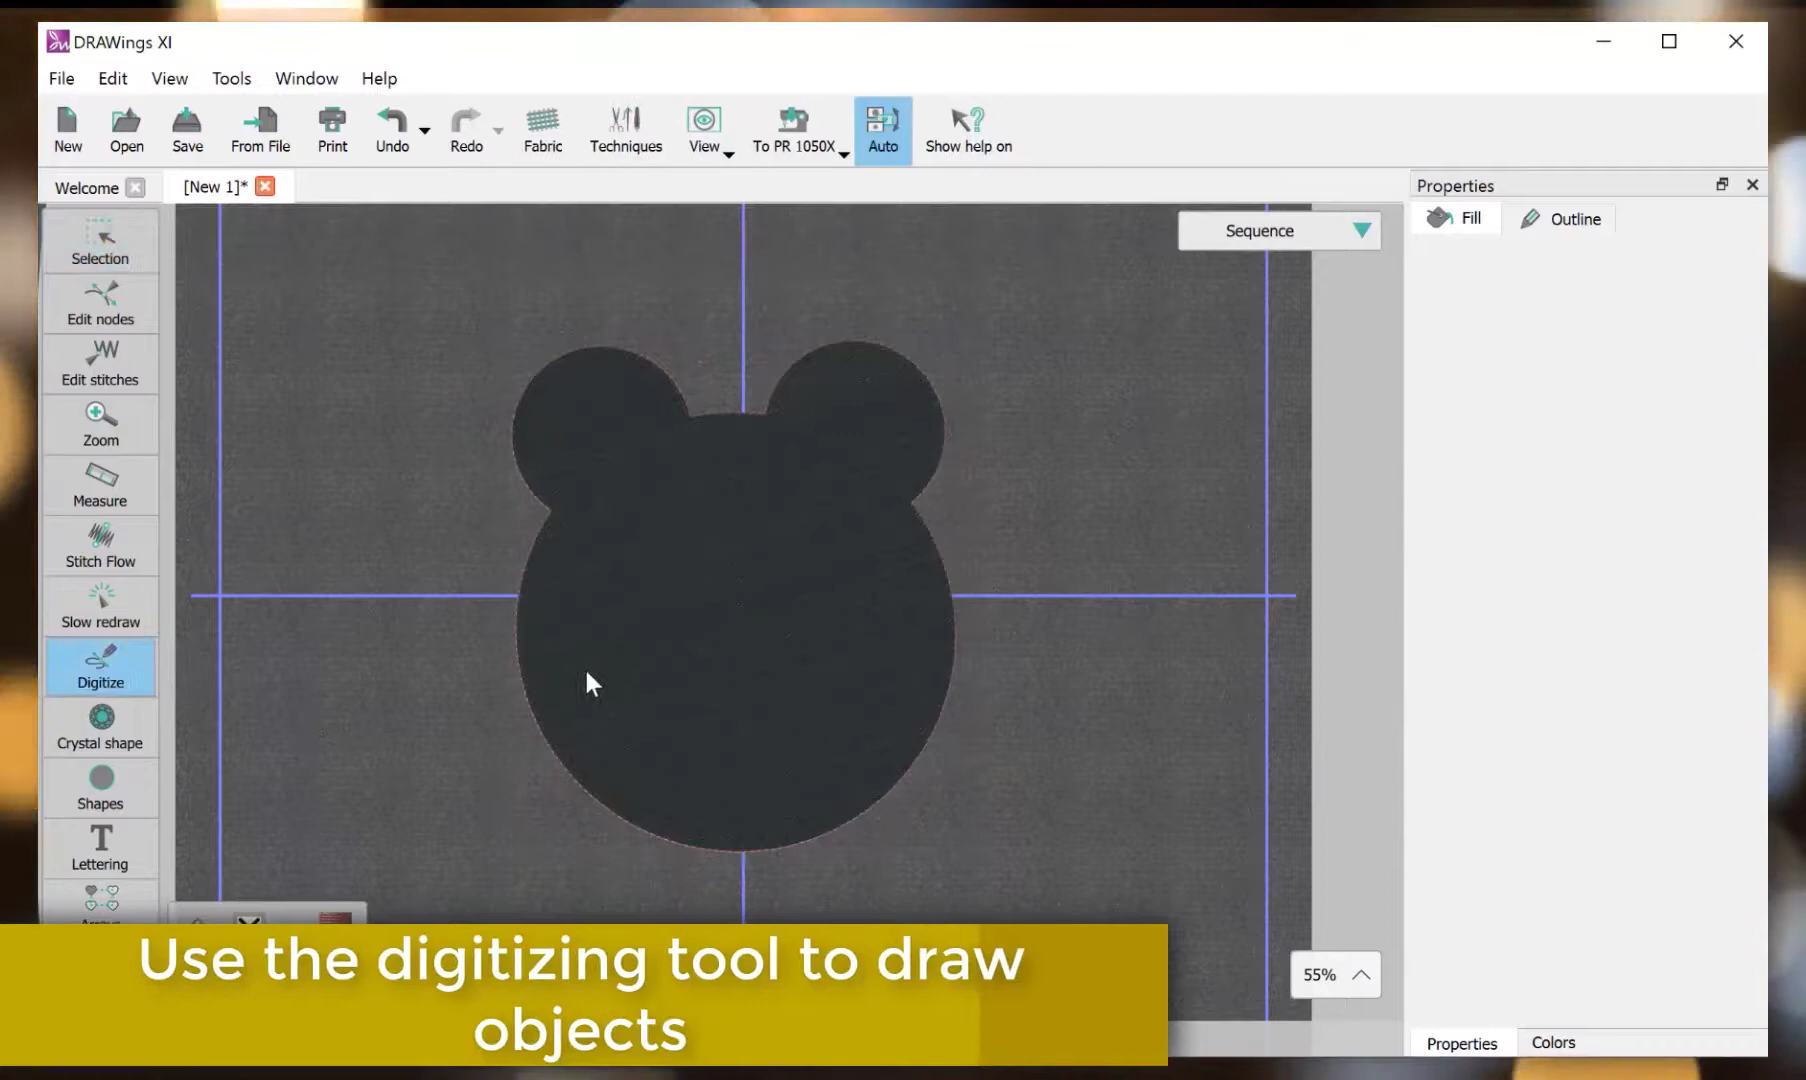 DRAWings XI
File Edit View Tools Window Help
New Open Save From File Print Undo Redo Fabric Techniques View To PR 1050X Auto Show help on
Welcome [New 1]*
Properties
Fill Outline
Sequence
Selection
Edit nodes
Edit stitches
Zoom
Measure
Stitch Flow
Slow redraw
Digitize
Crystal shape
Shapes
Lettering
Use the digitizing tool to draw
objects
55%
Properties Colors